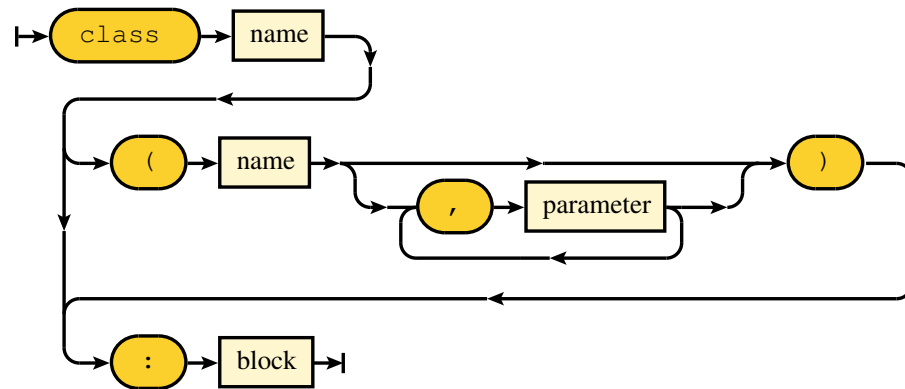 class name
( name )
, parameter
: block